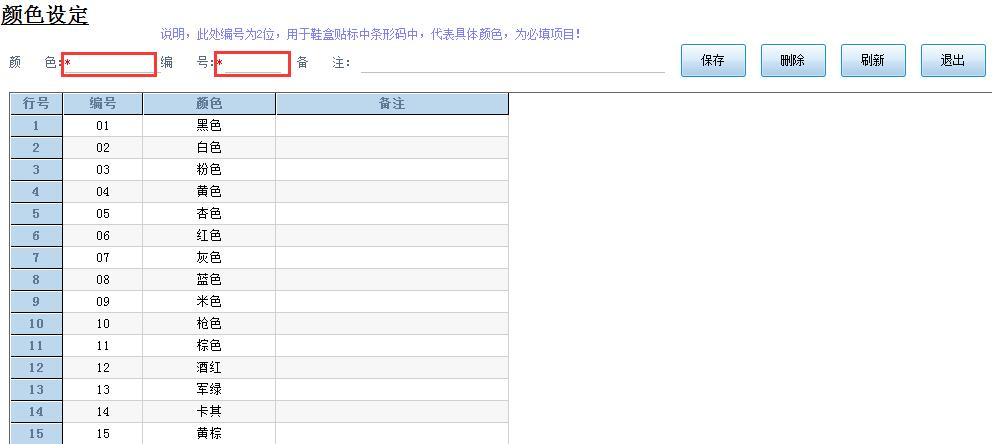 颜色设定
说明，此处编号为2位，用于鞋盒贴标中条形码中，代表具体颜色，为必填项目！
颜 色:* 编 号:* 备 注: 保存 删除 刷新 退出
行号 编号 颜色 备注
1 01 黑色
2 02 白色
3 03 粉色
4 04 黄色
5 05 杏色
6 06 红色
7 07 灰色
8 08 蓝色
9 09 米色
10 10 枪色
11 11 棕色
12 12 酒红
13 13 军绿
14 14 卡其
15 15 黄棕